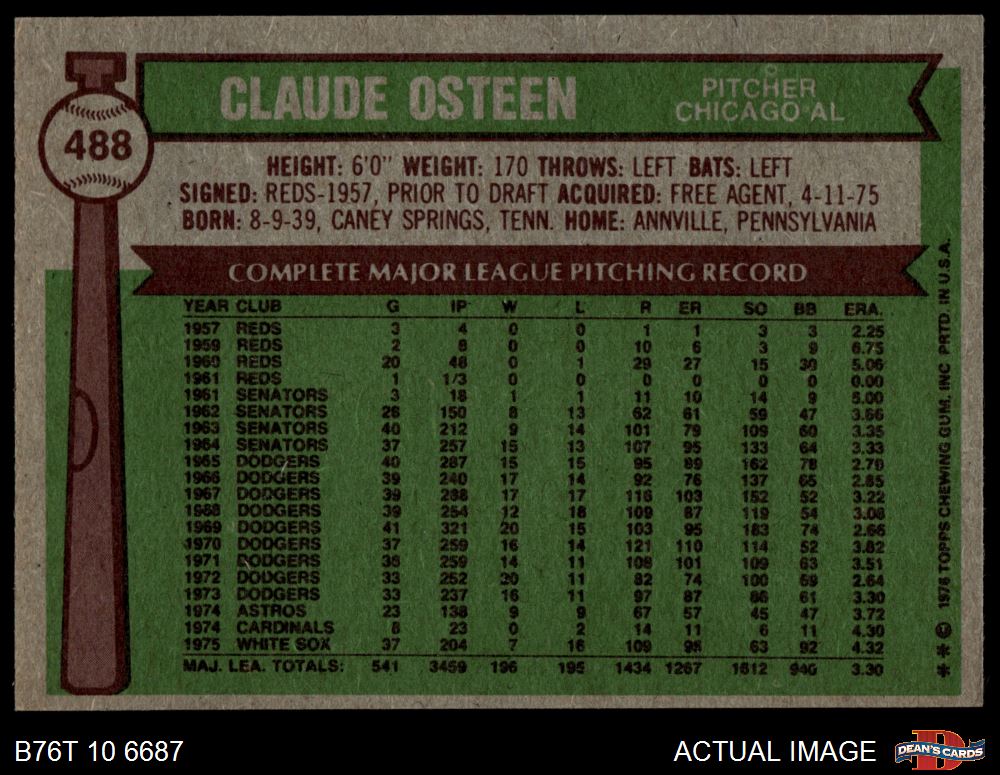 CLAUDE OSTEEN
PITCHER
CHICAGO-AL
488
HEIGHT: 6'0" WEIGHT: 170 THROWS: LEFT BATS: LEFT
SIGNED: REDS-1957, PRIOR TO DRAFT ACQUIRED: FREE AGENT, 4-11-75
BORN: 8-9-39, CANEY SPRINGS, TENN. HOME: ANNVILLE, PENNSYLVANIA
COMPLETE MAJOR LEAGUE PITCHING RECORD
YEAR CLUB G IP W L R ER SO BB ERA.
1957 REDS 3 4 0 0 1 1 3 3 2.25
1959 REDS 2 8 0 0 10 6 3 9 6.75
1960 REDS 20 48 0 1 29 27 15 30 5.06
1961 REDS 1 1/3 0 0 0 0 0 0 0.00
1961 SENATORS 3 18 1 1 11 10 14 9 5.00
1962 SENATORS 28 150 8 13 62 61 59 47 3.66
1963 SENATORS 40 212 9 14 101 79 109 60 3.35
1964 SENATORS 37 257 15 13 107 95 133 64 3.33
1965 DODGERS 40 287 15 15 95 89 162 78 2.79
1966 DODGERS 39 240 17 14 92 76 137 65 2.85
1967 DODGERS 39 288 17 17 116 103 152 52 3.22
1968 DODGERS 39 254 12 18 109 87 119 54 3.08
1969 DODGERS 41 321 20 15 103 95 183 74 2.66
1970 DODGERS 37 259 16 14 121 110 114 52 3.82
1971 DODGERS 38 259 14 11 108 101 109 63 3.51
1972 DODGERS 33 252 20 11 82 74 100 69 2.64
1973 DODGERS 33 237 16 11 97 87 86 61 3.30
1974 ASTROS 23 138 9 9 67 57 45 47 3.72
1974 CARDINALS 8 23 0 2 14 11 6 11 4.30
1975 WHITE SOX 37 204 7 16 109 98 63 92 4.32
MAJ. LEA. TOTALS: 541 3459 196 195 1434 1267 1612 940 3.30
* * © 1976 TOPPS CHEWING GUM, INC PRTD. IN U.S.A.
B76T 10 6687
ACTUAL IMAGE
D
DEAN'S CARDS